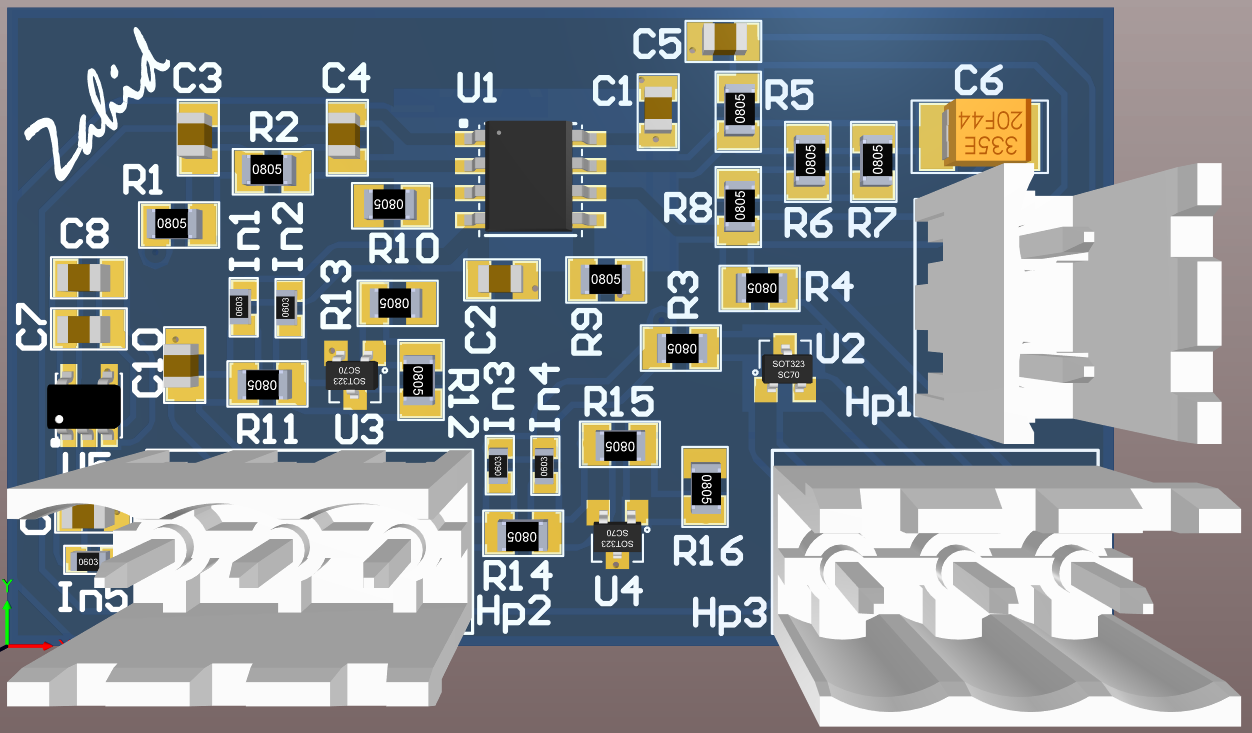 Zahid
C3
C4
U1
C5
C1
R5
0805
C6
335E
20F44
R2
0805
R1
0805
In1
In2
0805
R10
R8
0805
0805
R6
0805
R7
C8
C7
C10
0603
0603
R13
0805
C2
0805
R9
R3
0805
0805
R4
SOT323
SC70
U2
R11
0805
SOT323
SC70
U3
0805
R12
In3
In4
0603
0603
R15
0805
Hp1
U5
0603
In5
0805
R14
SOT323
SC70
U4
0805
R16
Hp2
Hp3
Y